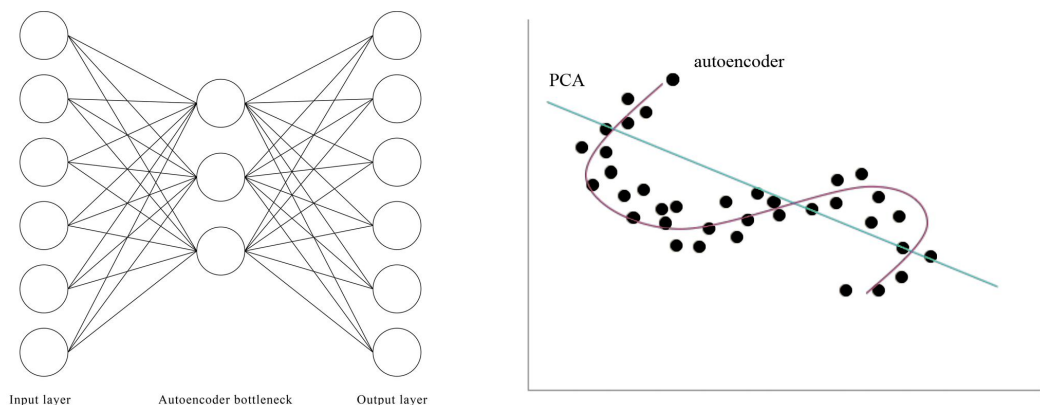 Input layer
Autoencoder bottleneck
Output layer
PCA
autoencoder